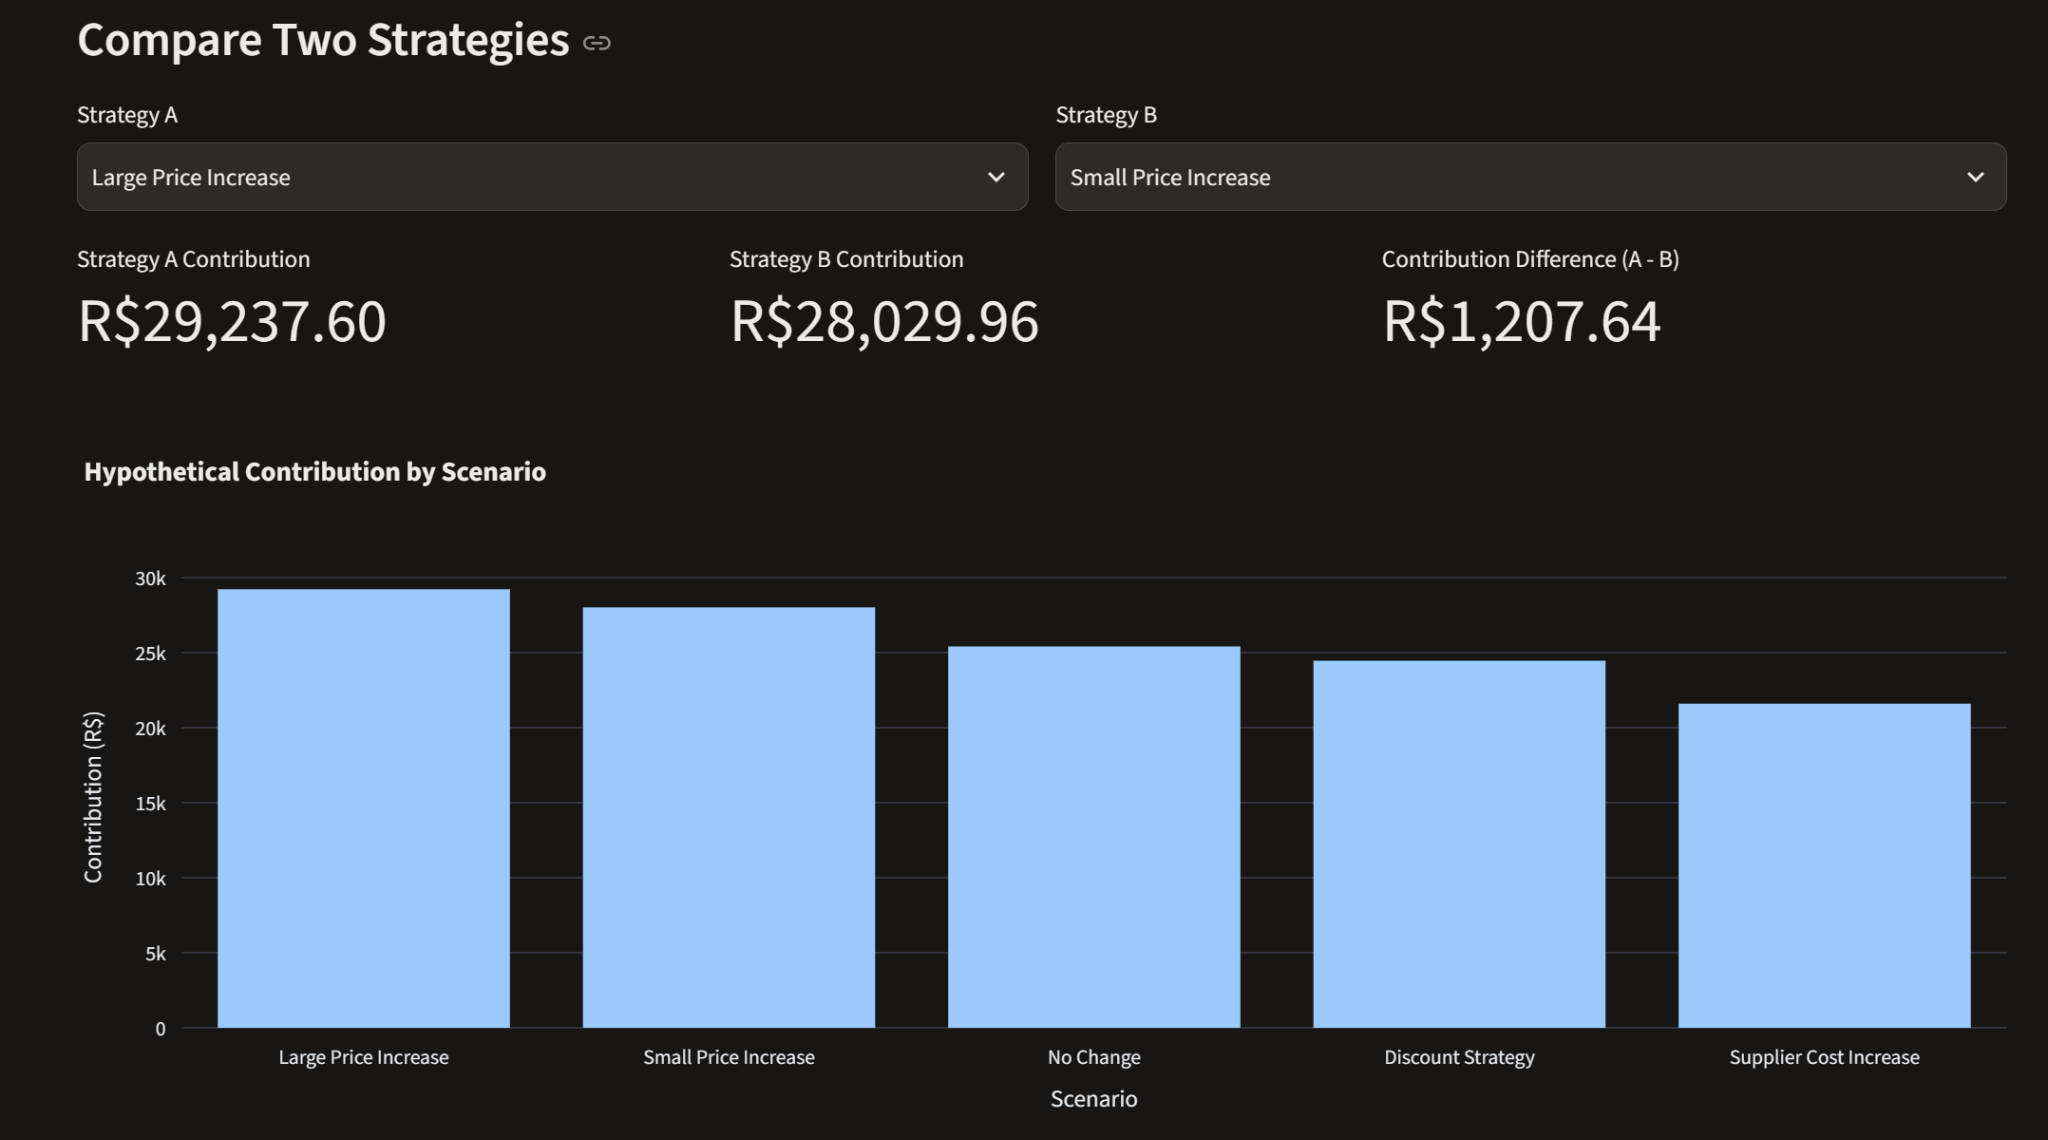 Compare Two Strategies
Strategy A
Strategy B
Large Price Increase
Small Price Increase
Strategy A Contribution
Strategy B Contribution
Contribution Difference (A - B)
R$29,237.60
R$28,029.96
R$1,207.64
Hypothetical Contribution by Scenario
30k
25k
20k
15k
10k
5k
0
Contribution (R$)
Large Price Increase
Small Price Increase
No Change
Discount Strategy
Supplier Cost Increase
Scenario